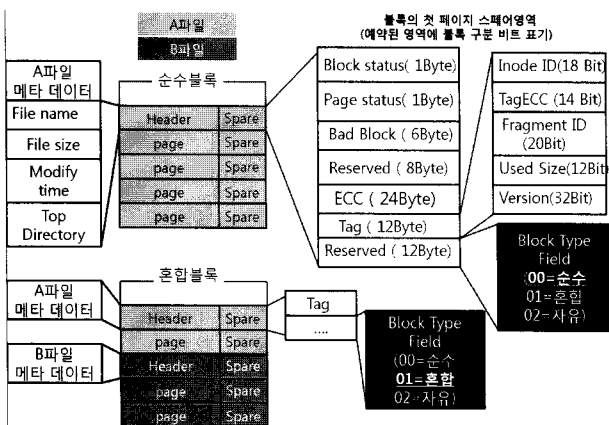 A파일
B파일
블록의 첫 페이지 스페어영역
(예약된 영역에 블록 구분 비트 표기)
A파일
메타 데이터
File name
File size
Modify
time
Top
Directory
순수블록
Header Spare
page Spare
page Spare
page Spare
page Spare
Block status( 1Byte)
Page status( 1Byte)
Bad Block ( 6Byte)
Reserved ( 8Byte)
ECC ( 24Byte)
Tag ( 12Byte)
Reserved ( 12Byte)
Inode ID(18 Bit)
TagECC (14 Bit)
Fragment ID
(20Bit)
Used Size(12Bit)
Version(32Bit)
Block Type
Field
(00=순수
01=혼합
02=자유)
혼합블록
A파일
메타 데이터
B파일
메타 데이터
Header Spare
page Spare
Header Spare
page Spare
page Spare
Tag
....
Block Type
Field
(00=순수
01=혼합
02=자유)